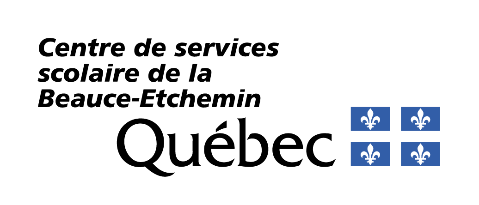 Centre de services
scolaire de la
Beauce-Etchemin
Québec